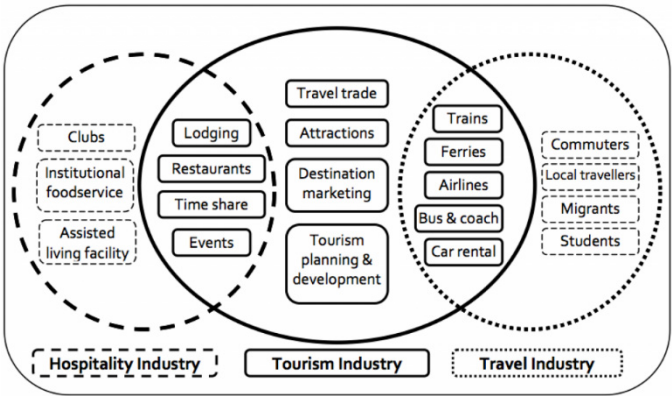 Clubs
Institutional
foodservice
Assisted
living facility
Lodging
Restaurants
Time share
Events
Travel trade
Attractions
Destination
marketing
Tourism
planning &
development
Trains
Ferries
Airlines
Bus & coach
Car rental
Commuters
Local travellers
Migrants
Students
Hospitality Industry
Tourism Industry
Travel Industry